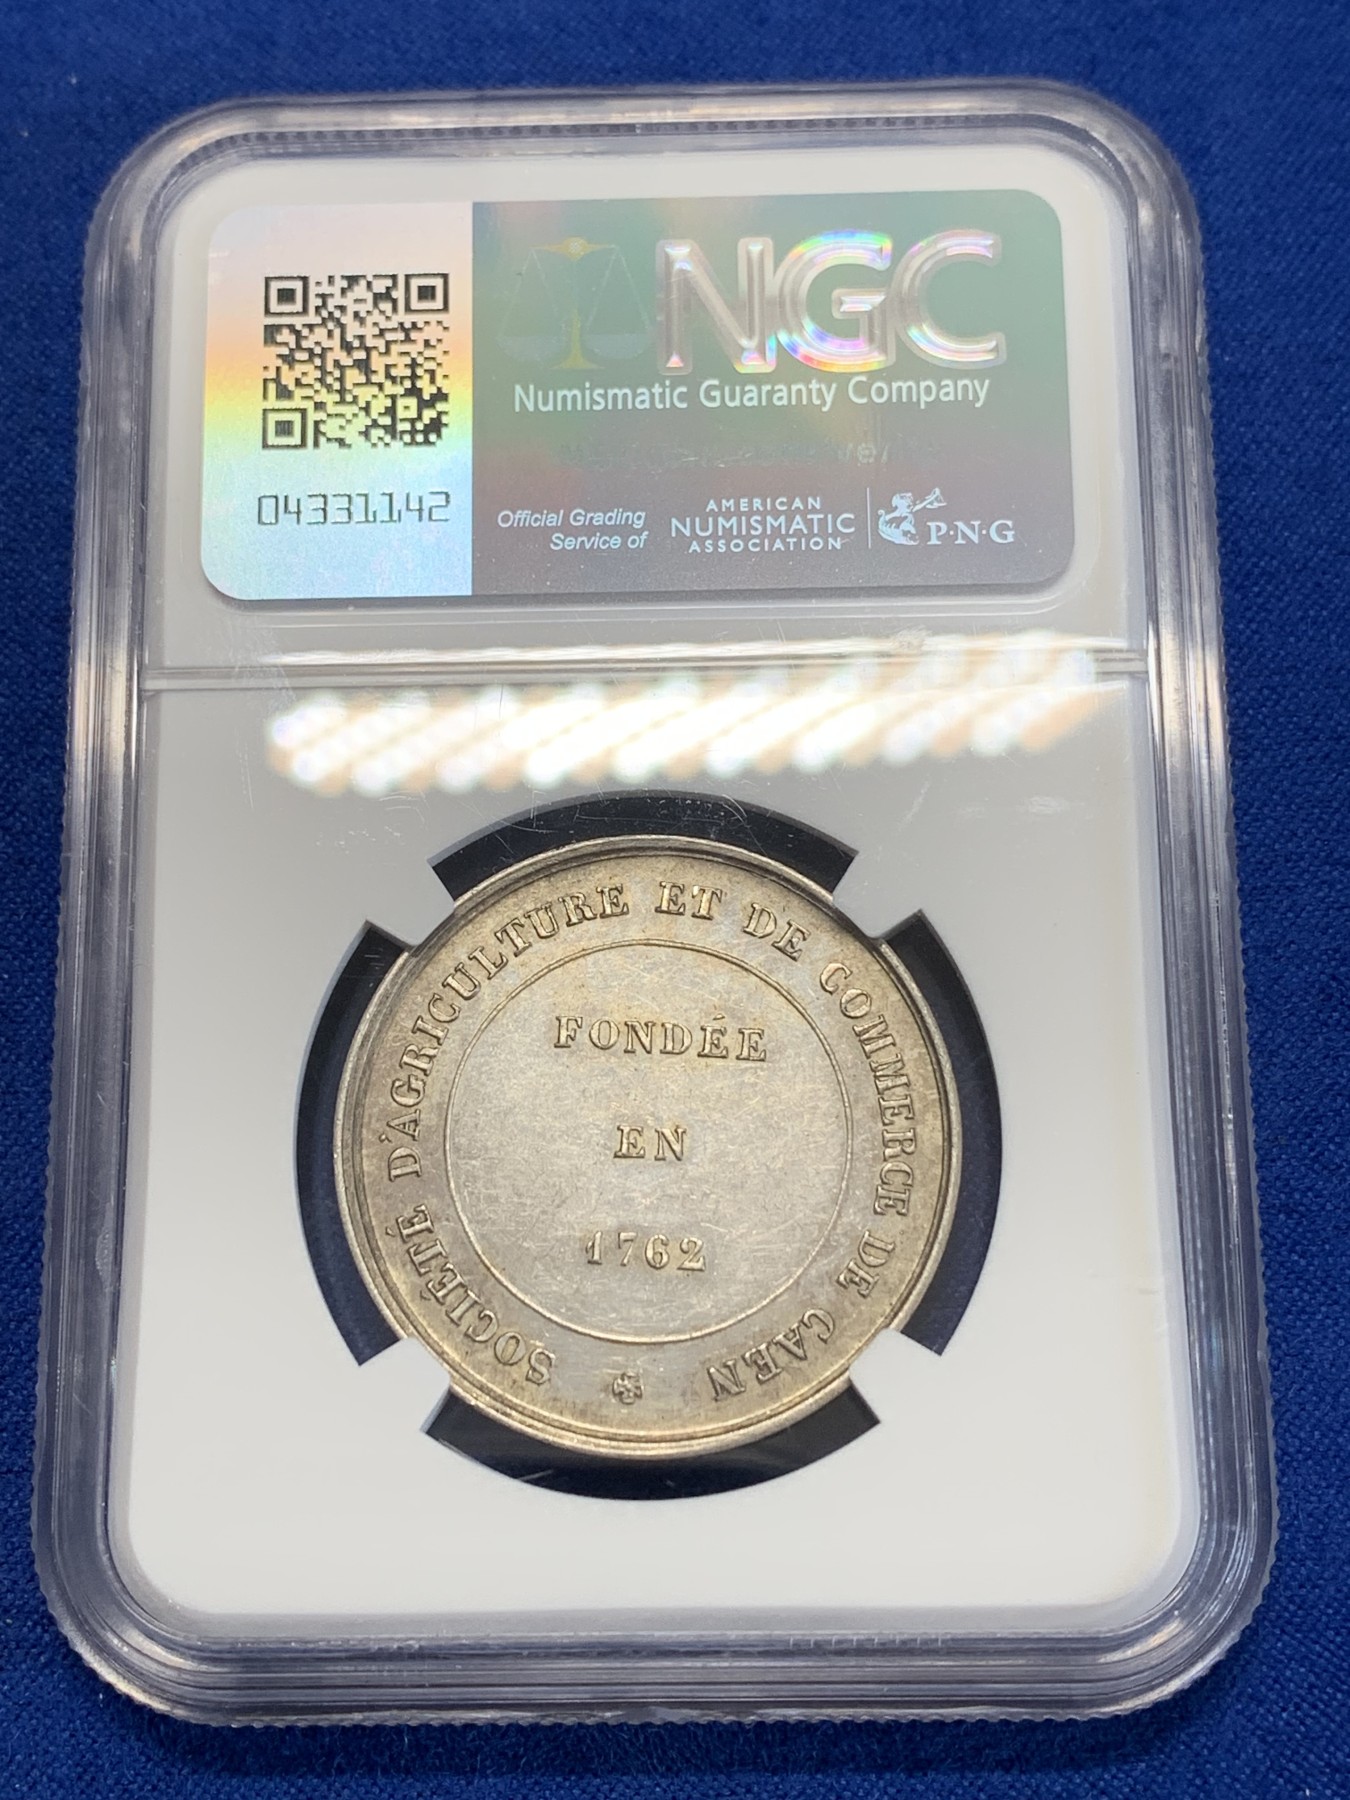 NGC
Numismatic Guaranty Company
04331142
Official Grading
Service of
AMERICAN
NUMISMATIC
ASSOCIATION
P·N·G
SOCIÉTÉ D'AGRICULTURE ET DE COMMERCE DE CAEN
FONDÉE
EN
1762